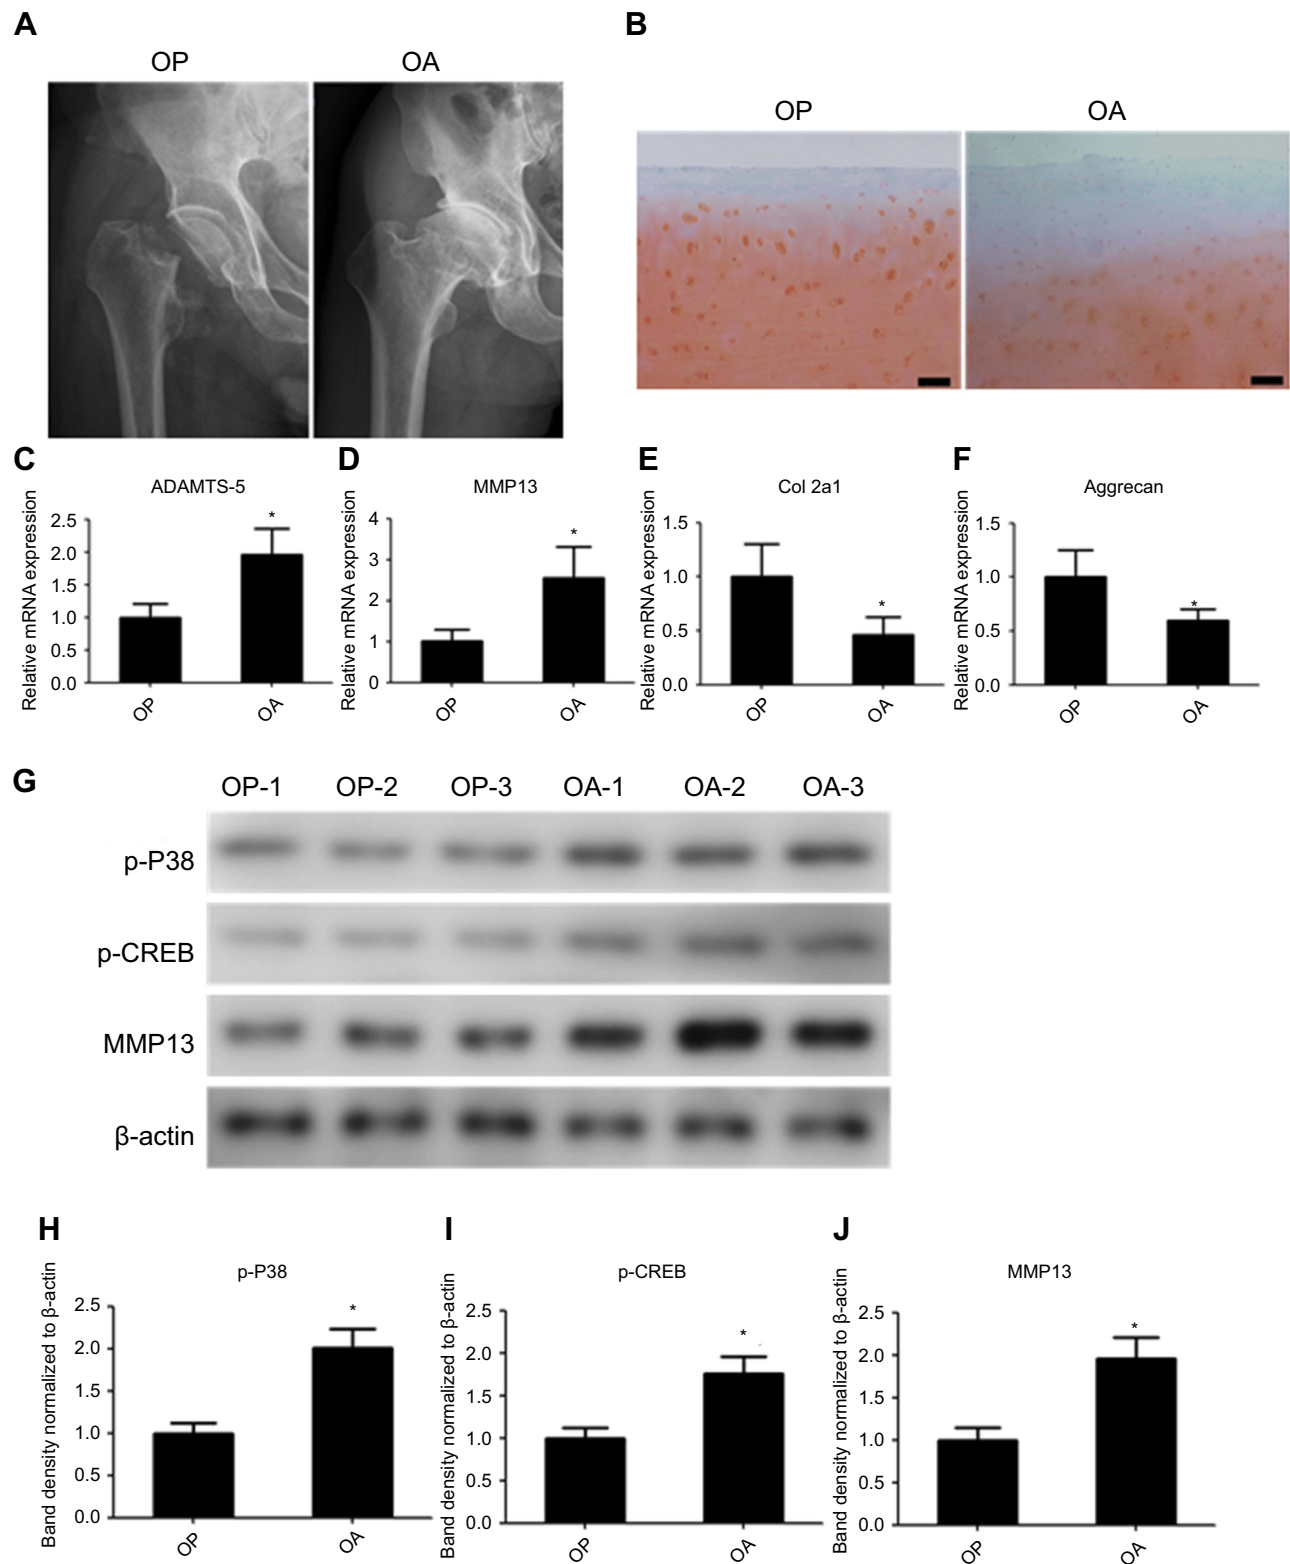 A
B
OP
OA
OP
OA
C
D
E
F
ADAMTS-5
MMP13
Col 2a1
Aggrecan
Relative mRNA expression
2.5
2.0
1.5
1.0
0.5
0.0
*
OP
OA
Relative mRNA expression
4
3
2
1
0
*
OP
OA
Relative mRNA expression
1.5
1.0
0.5
0.0
*
OP
OA
Relative mRNA expression
1.5
1.0
0.5
0.0
*
OP
OA
G
OP-1 OP-2 OP-3 OA-1 OA-2 OA-3
p-P38
p-CREB
MMP13
β-actin
H
I
J
p-P38
p-CREB
MMP13
Band density normalized to β-actin
2.5
2.0
1.5
1.0
0.5
0.0
*
OP
OA
Band density normalized to β-actin
2.5
2.0
1.5
1.0
0.5
0.0
*
OP
OA
Band density normalized to β-actin
2.5
2.0
1.5
1.0
0.5
0.0
*
OP
OA